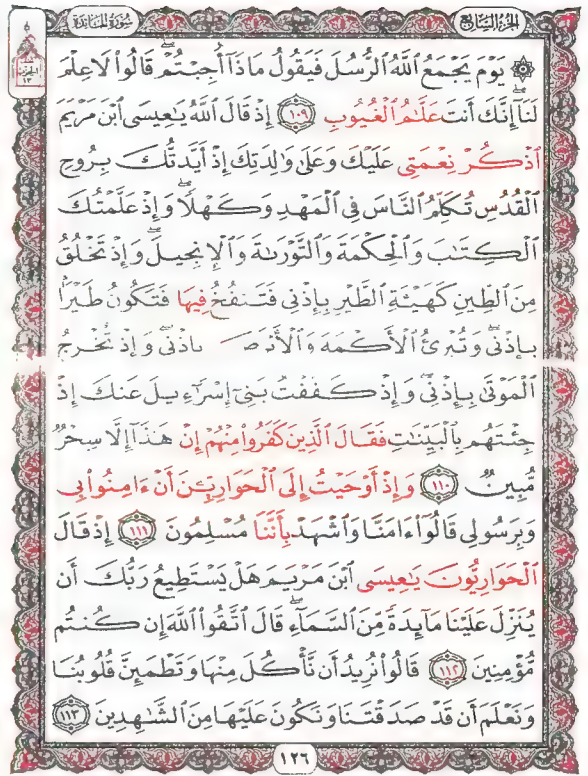 الجزء السابع
سورة المائدة
۞ يَوْمَ يَجْمَعُ ٱللَّهُ ٱلرُّسُلَ فَيَقُولُ مَاذَآ أُجِبْتُمْ ۖ قَالُوا۟ لَا عِلْمَ
لَنَآ إِنَّكَ أَنتَ عَلَّٰمُ ٱلْغُيُوبِ ١٠٩ إِذْ قَالَ ٱللَّهُ يَٰعِيسَى ٱبْنَ مَرْيَمَ
ٱذْكُرْ نِعْمَتِى عَلَيْكَ وَعَلَىٰ وَٰلِدَتِكَ إِذْ أَيَّدتُّكَ بِرُوحِ
ٱلْقُدُسِ تُكَلِّمُ ٱلنَّاسَ فِى ٱلْمَهْدِ وَكَهْلًا ۖ وَإِذْ عَلَّمْتُكَ
ٱلْكِتَٰبَ وَٱلْحِكْمَةَ وَٱلتَّوْرَىٰةَ وَٱلْإِنجِيلَ ۖ وَإِذْ تَخْلُقُ
مِنَ ٱلطِّينِ كَهَيْـَٔةِ ٱلطَّيْرِ بِإِذْنِى فَتَنفُخُ فِيهَا فَتَكُونُ طَيْرًۢا
بِإِذْنِى ۖ وَتُبْرِئُ ٱلْأَكْمَهَ وَٱلْأَبْرَصَ بِإِذْنِى ۖ وَإِذْ تُخْرِجُ
ٱلْمَوْتَىٰ بِإِذْنِى ۖ وَإِذْ كَفَفْتُ بَنِىٓ إِسْرَٰٓءِيلَ عَنكَ إِذْ
جِئْتَهُم بِٱلْبَيِّنَٰتِ فَقَالَ ٱلَّذِينَ كَفَرُوا۟ مِنْهُمْ إِنْ هَٰذَآ إِلَّا سِحْرٌ
مُّبِينٌ ١١٠ وَإِذْ أَوْحَيْتُ إِلَى ٱلْحَوَارِيِّۦنَ أَنْ ءَامِنُوا۟ بِى
وَبِرَسُولِى قَالُوٓا۟ ءَامَنَّا وَٱشْهَدْ بِأَنَّنَا مُسْلِمُونَ ١١١ إِذْ قَالَ
ٱلْحَوَارِيُّونَ يَٰعِيسَى ٱبْنَ مَرْيَمَ هَلْ يَسْتَطِيعُ رَبُّكَ أَن
يُنَزِّلَ عَلَيْنَا مَآئِدَةً مِّنَ ٱلسَّمَآءِ ۖ قَالَ ٱتَّقُوا۟ ٱللَّهَ إِن كُنتُم
مُّؤْمِنِينَ ١١٢ قَالُوا۟ نُرِيدُ أَن نَّأْكُلَ مِنْهَا وَتَطْمَئِنَّ قُلُوبُنَا
وَنَعْلَمَ أَن قَدْ صَدَقْتَنَا وَنَكُونَ عَلَيْهَا مِنَ ٱلشَّٰهِدِينَ ١١٣
١٢٦